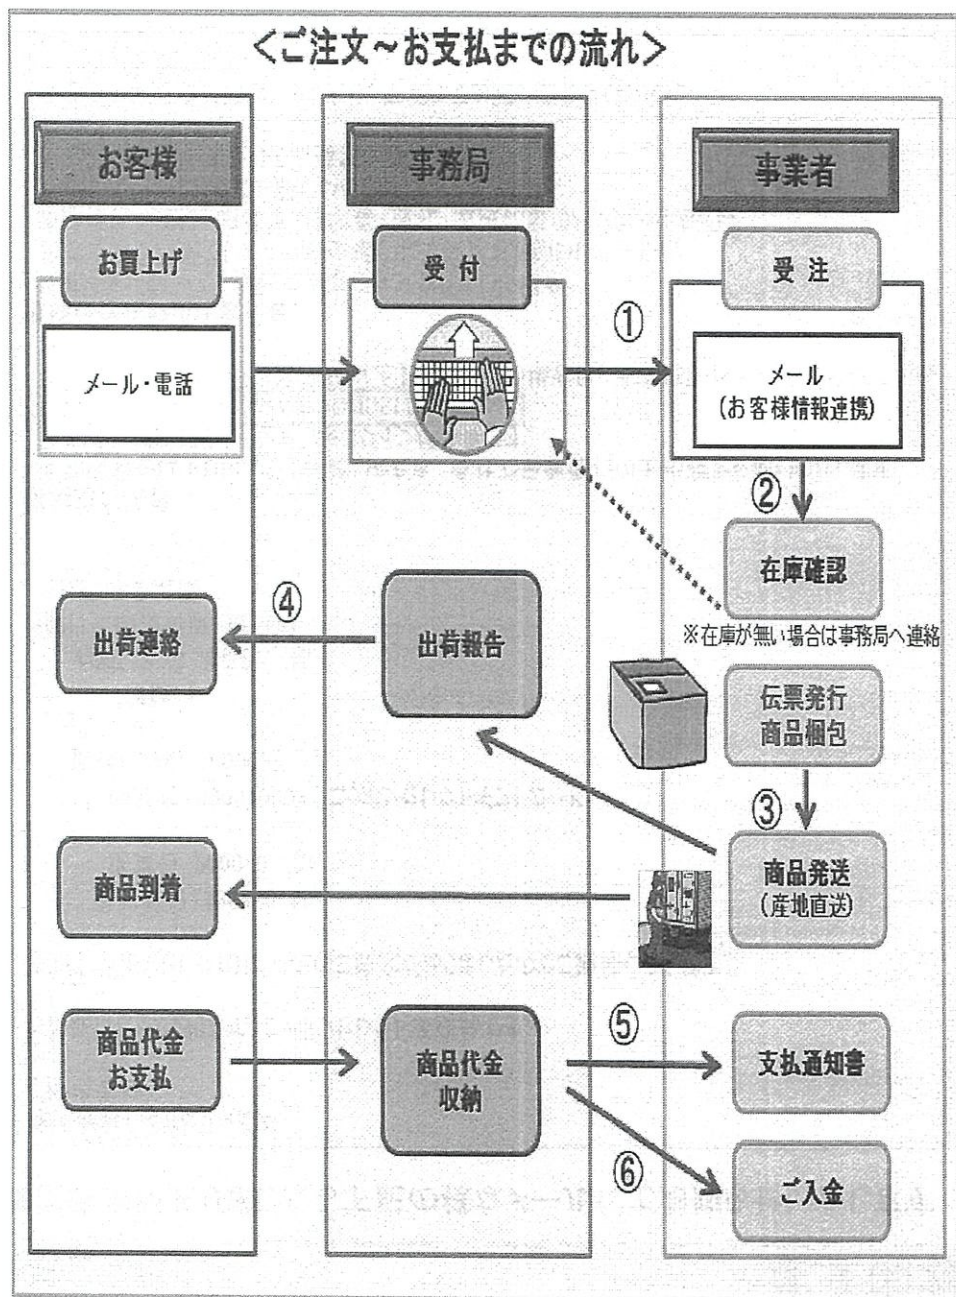 ＜ご注文～お支払までの流れ＞
お客様
事務局
事業者
お買上げ
受 付
受 注
メール・電話
①
メール
(お客様情報連携)
②
在庫確認
※在庫が無い場合は事務局へ連絡
出荷連絡
④
出荷報告
伝票発行
商品梱包
③
商品到着
商品発送
(産地直送)
商品代金
お支払
商品代金
収納
⑤
支払通知書
⑥
ご入金